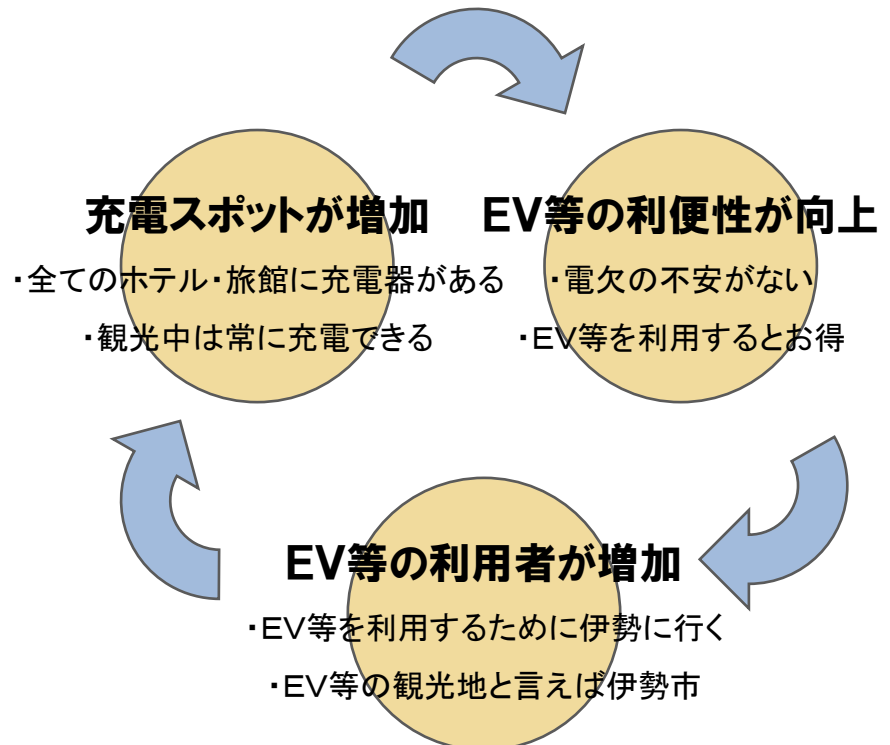 充電スポットが増加
・全てのホテル・旅館に充電器がある
・観光中は常に充電できる
EV等の利便性が向上
・電欠の不安がない
・EV等を利用するとお得
EV等の利用者が増加
・EV等を利用するために伊勢に行く
・EV等の観光地と言えば伊勢市